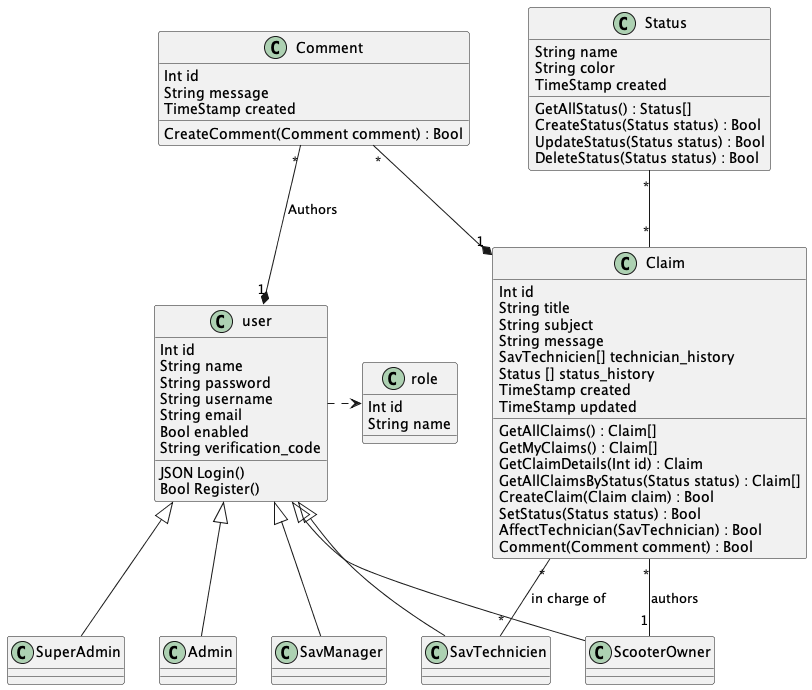 C Comment
Int id
String message
TimeStamp created
CreateComment(Comment comment) : Bool
C Status
String name
String color
TimeStamp created
GetAllStatus() : Status[]
CreateStatus(Status status) : Bool
UpdateStatus(Status status) : Bool
DeleteStatus(Status status) : Bool
*
*
*
Authors
*
1
1
C Claim
Int id
String title
String subject
String message
SavTechnicien[] technician_history
Status [] status_history
TimeStamp created
TimeStamp updated
GetAllClaims() : Claim[]
GetMyClaims() : Claim[]
GetClaimDetails(Int id) : Claim
GetAllClaimsByStatus(Status status) : Claim[]
CreateClaim(Claim claim) : Bool
SetStatus(Status status) : Bool
AffectTechnician(SavTechnician) : Bool
Comment(Comment comment) : Bool
C user
Int id
String name
String password
String username
String email
Bool enabled
String verification_code
JSON Login()
Bool Register()
C role
Int id
String name
*
*
in charge of
authors
*
1
C SuperAdmin
C Admin
C SavManager
C SavTechnicien
C ScooterOwner